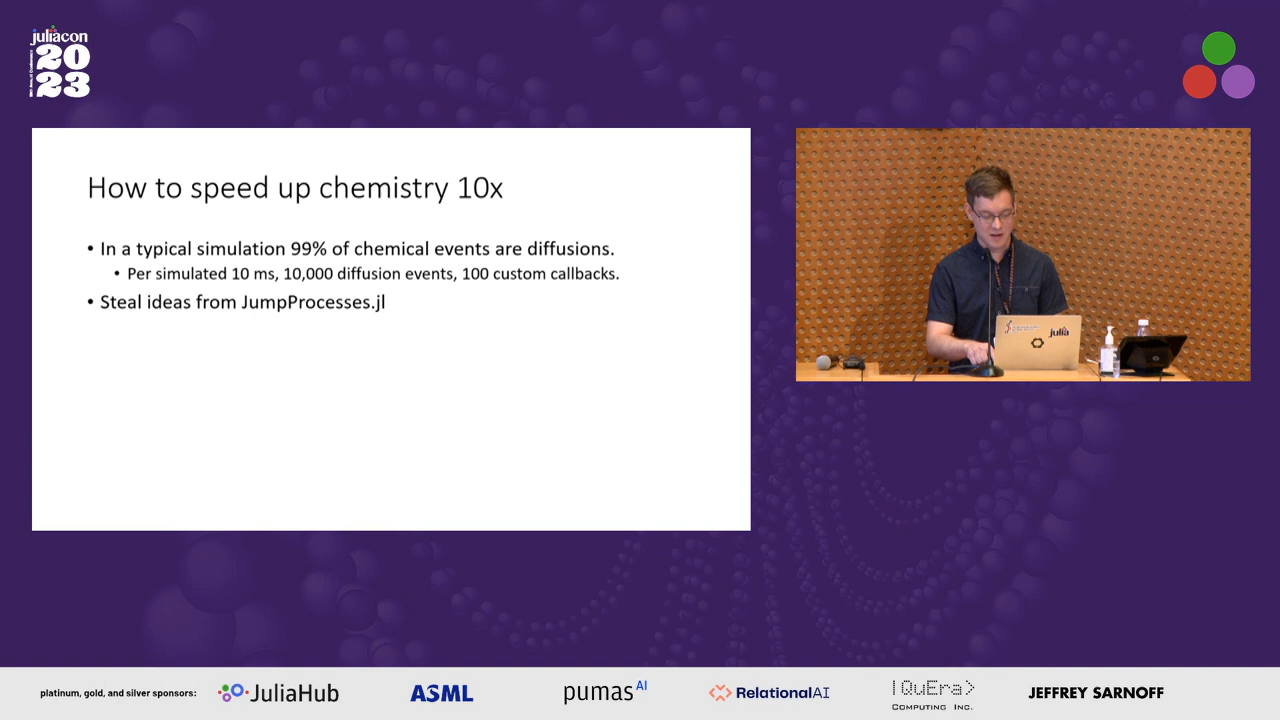 juliacon
20
23
How to speed up chemistry 10x
• In a typical simulation 99% of chemical events are diffusions.
• Per simulated 10 ms, 10,000 diffusion events, 100 custom callbacks.
• Steal ideas from JumpProcesses.jl
julia
platinum, gold, and silver sponsors:
JuliaHub
ASML
pumas AI
RelationalAI
|QuEra>
COMPUTING INC.
JEFFREY SARNOFF